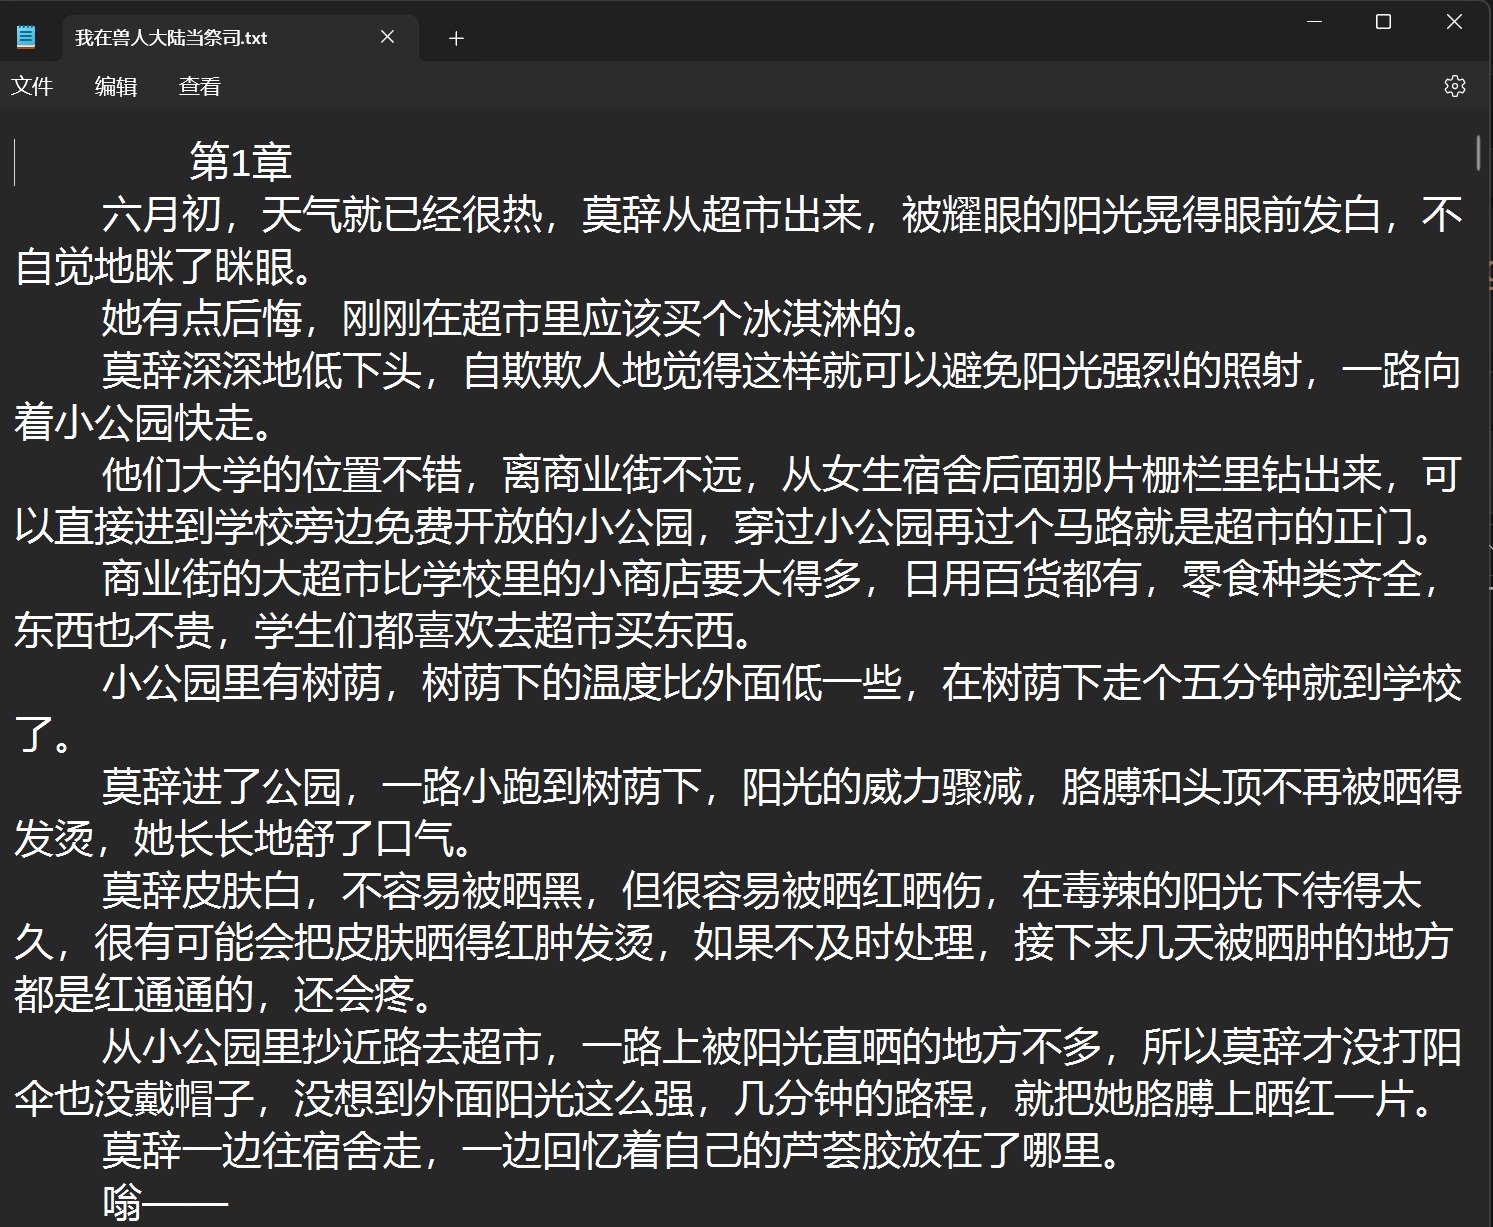 我在兽人大陆当祭司.txt
文件 编辑 查看
第1章
六月初，天气就已经很热，莫辞从超市出来，被耀眼的阳光晃得眼前发白，不
自觉地眯了眯眼。
她有点后悔，刚刚在超市里应该买个冰淇淋的。
莫辞深深地低下头，自欺欺人地觉得这样就可以避免阳光强烈的照射，一路向
着小公园快走。
他们大学的位置不错，离商业街不远，从女生宿舍后面那片栅栏里钻出来，可
以直接进到学校旁边免费开放的小公园，穿过小公园再过个马路就是超市的正门。
商业街的大超市比学校里的小商店要大得多，日用百货都有，零食种类齐全，
东西也不贵，学生们都喜欢去超市买东西。
小公园里有树荫，树荫下的温度比外面低一些，在树荫下走个五分钟就到学校
了。
莫辞进了公园，一路小跑到树荫下，阳光的威力骤减，胳膊和头顶不再被晒得
发烫，她长长地舒了口气。
莫辞皮肤白，不容易被晒黑，但很容易被晒红晒伤，在毒辣的阳光下待得太
久，很有可能会把皮肤晒得红肿发烫，如果不及时处理，接下来几天被晒肿的地方
都是红通通的，还会疼。
从小公园里抄近路去超市，一路上被阳光直晒的地方不多，所以莫辞才没打阳
伞也没戴帽子，没想到外面阳光这么强，几分钟的路程，就把她胳膊上晒红一片。
莫辞一边往宿舍走，一边回忆着自己的芦荟胶放在了哪里。
嗡——